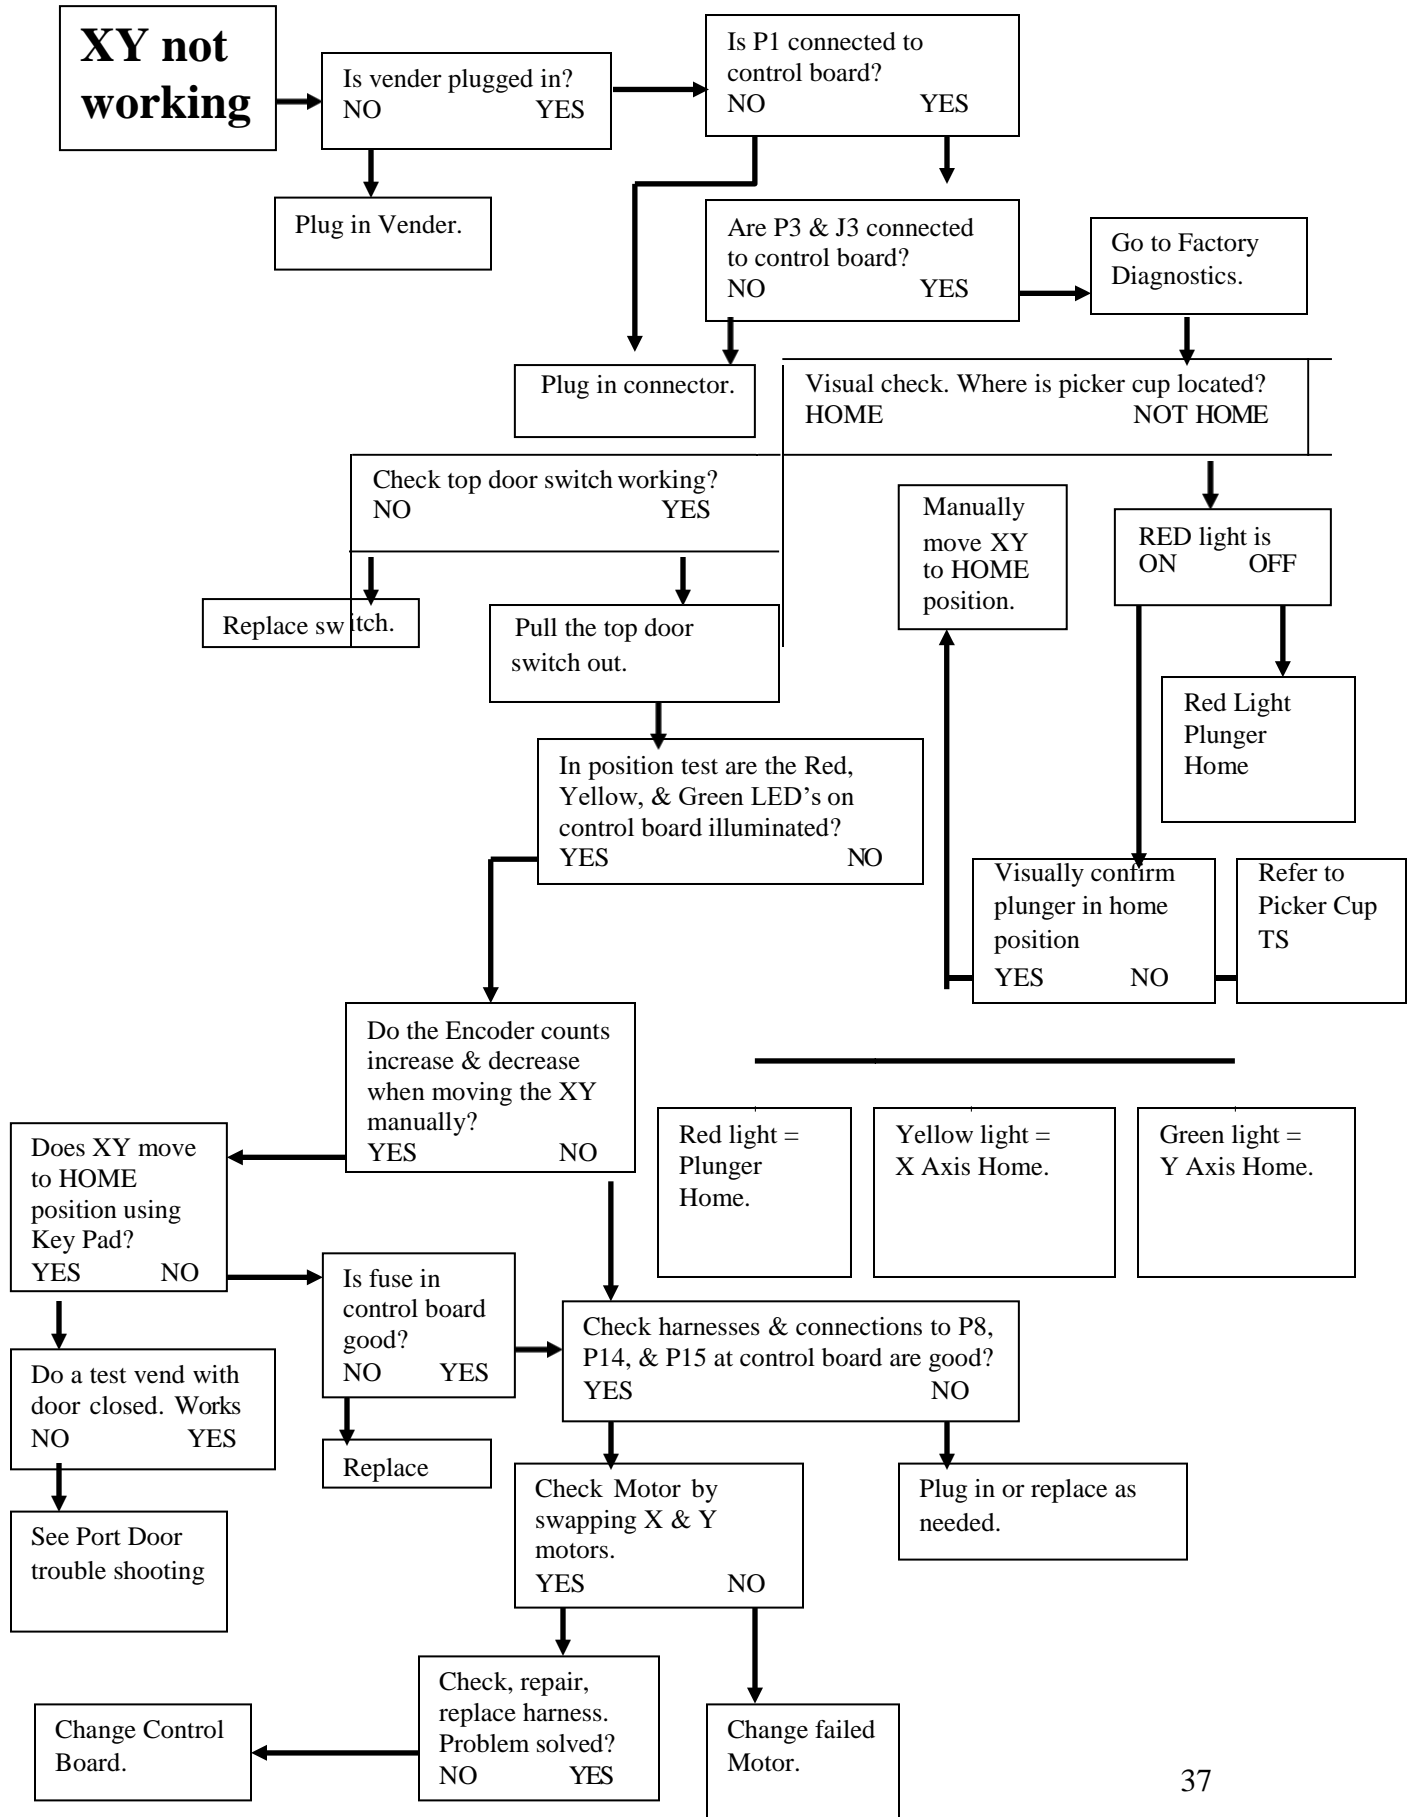 XY not
working
Is vender plugged in?
NO YES
Is P1 connected to
control board?
NO YES
Plug in Vender.
Are P3 & J3 connected
to control board?
NO YES
Go to Factory
Diagnostics.
Plug in connector.
Visual check. Where is picker cup located?
HOME NOT HOME
Check top door switch working?
NO YES
Manually
move XY
to HOME
position.
RED light is
ON OFF
Replace switch.
Pull the top door
switch out.
Red Light
Plunger
Home
In position test are the Red,
Yellow, & Green LED’s on
control board illuminated?
YES NO
Visually confirm
plunger in home
position
YES NO
Refer to
Picker Cup
TS
Do the Encoder counts
increase & decrease
when moving the XY
manually?
YES NO
Red light =
Plunger
Home.
Yellow light =
X Axis Home.
Green light =
Y Axis Home.
Does XY move
to HOME
position using
Key Pad?
YES NO
Is fuse in
control board
good?
NO YES
Check harnesses & connections to P8,
P14, & P15 at control board are good?
YES NO
Do a test vend with
door closed. Works
NO YES
Replace
Check Motor by
swapping X & Y
motors.
YES NO
Plug in or replace as
needed.
See Port Door
trouble shooting
Check, repair,
replace harness.
Problem solved?
NO YES
Change Control
Board.
Change failed
Motor.
37